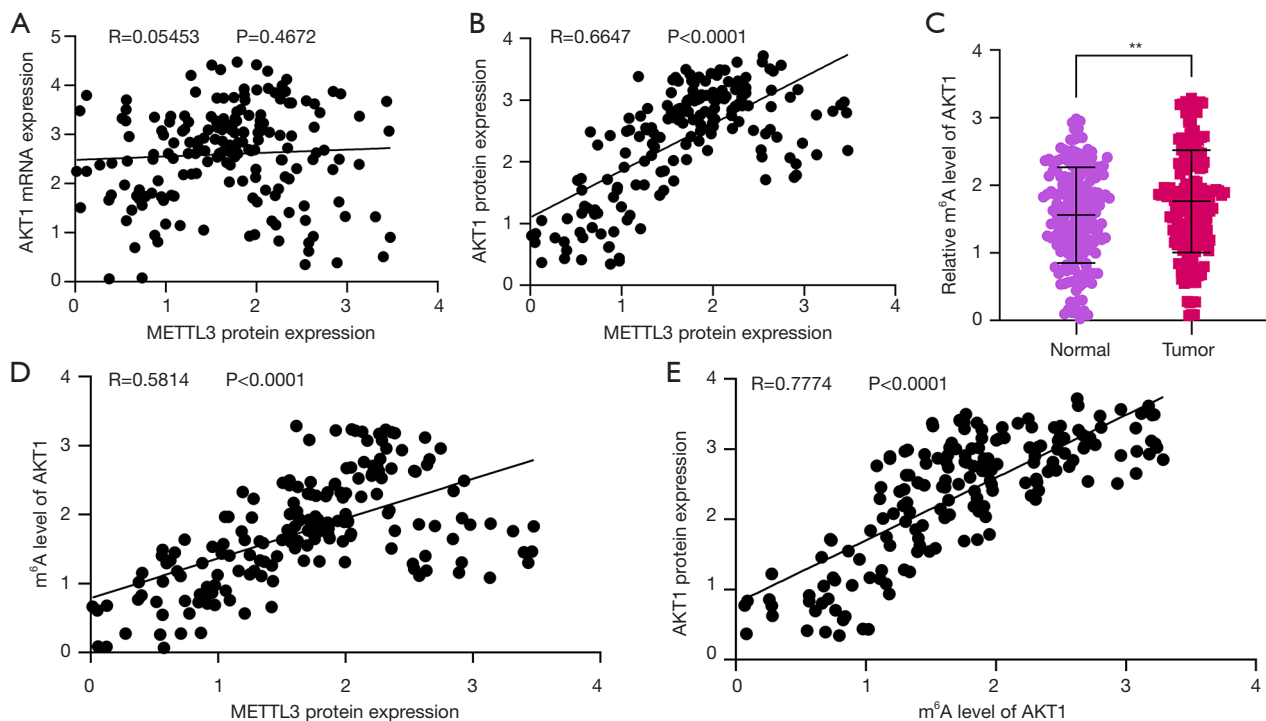 A
R=0.05453 P=0.4672
AKT1 mRNA expression
5
4
3
2
1
0
0 1 2 3 4
METTL3 protein expression
B
R=0.6647 P<0.0001
AKT1 protein expression
4
3
2
1
0
0 1 2 3 4
METTL3 protein expression
C
**
Relative m⁶A level of AKT1
4
3
2
1
0
Normal Tumor
D
R=0.5814 P<0.0001
m⁶A level of AKT1
4
3
2
1
0
0 1 2 3 4
METTL3 protein expression
E
R=0.7774 P<0.0001
AKT1 protein expression
4
3
2
1
0
0 1 2 3 4
m⁶A level of AKT1